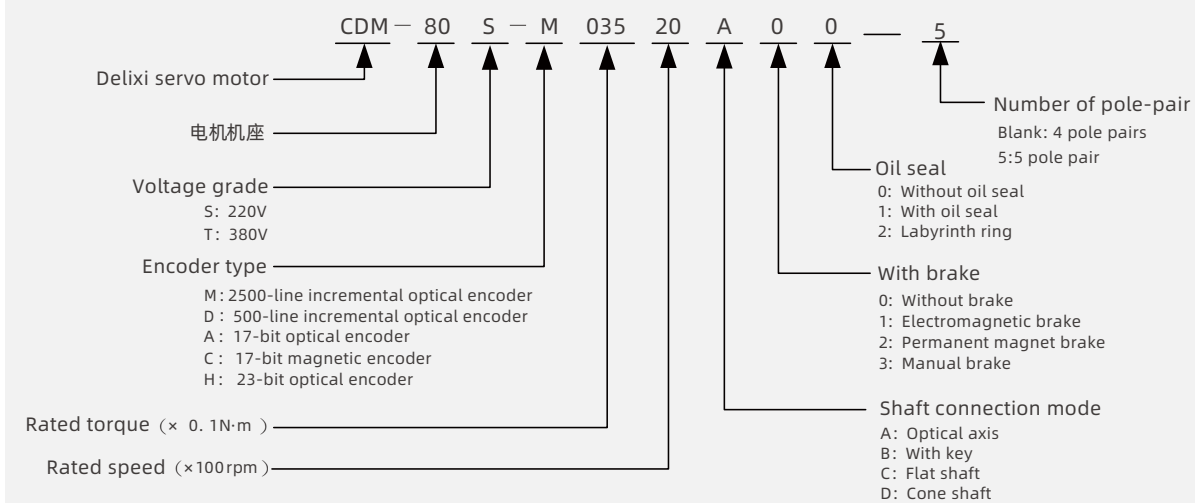 CDM — 80 S — M 035 20 A 0 0 — 5
Delixi servo motor
电机机座
Voltage grade
S: 220V
T: 380V
Encoder type
M: 2500-line incremental optical encoder
D : 500-line incremental optical encoder
A : 17-bit optical encoder
C : 17-bit magnetic encoder
H : 23-bit optical encoder
Rated torque (× 0.1N·m )
Rated speed (×100rpm)
Number of pole-pair
Blank: 4 pole pairs
5:5 pole pair
Oil seal
0: Without oil seal
1: With oil seal
2: Labyrinth ring
With brake
0: Without brake
1: Electromagnetic brake
2: Permanent magnet brake
3: Manual brake
Shaft connection mode
A: Optical axis
B: With key
C: Flat shaft
D: Cone shaft